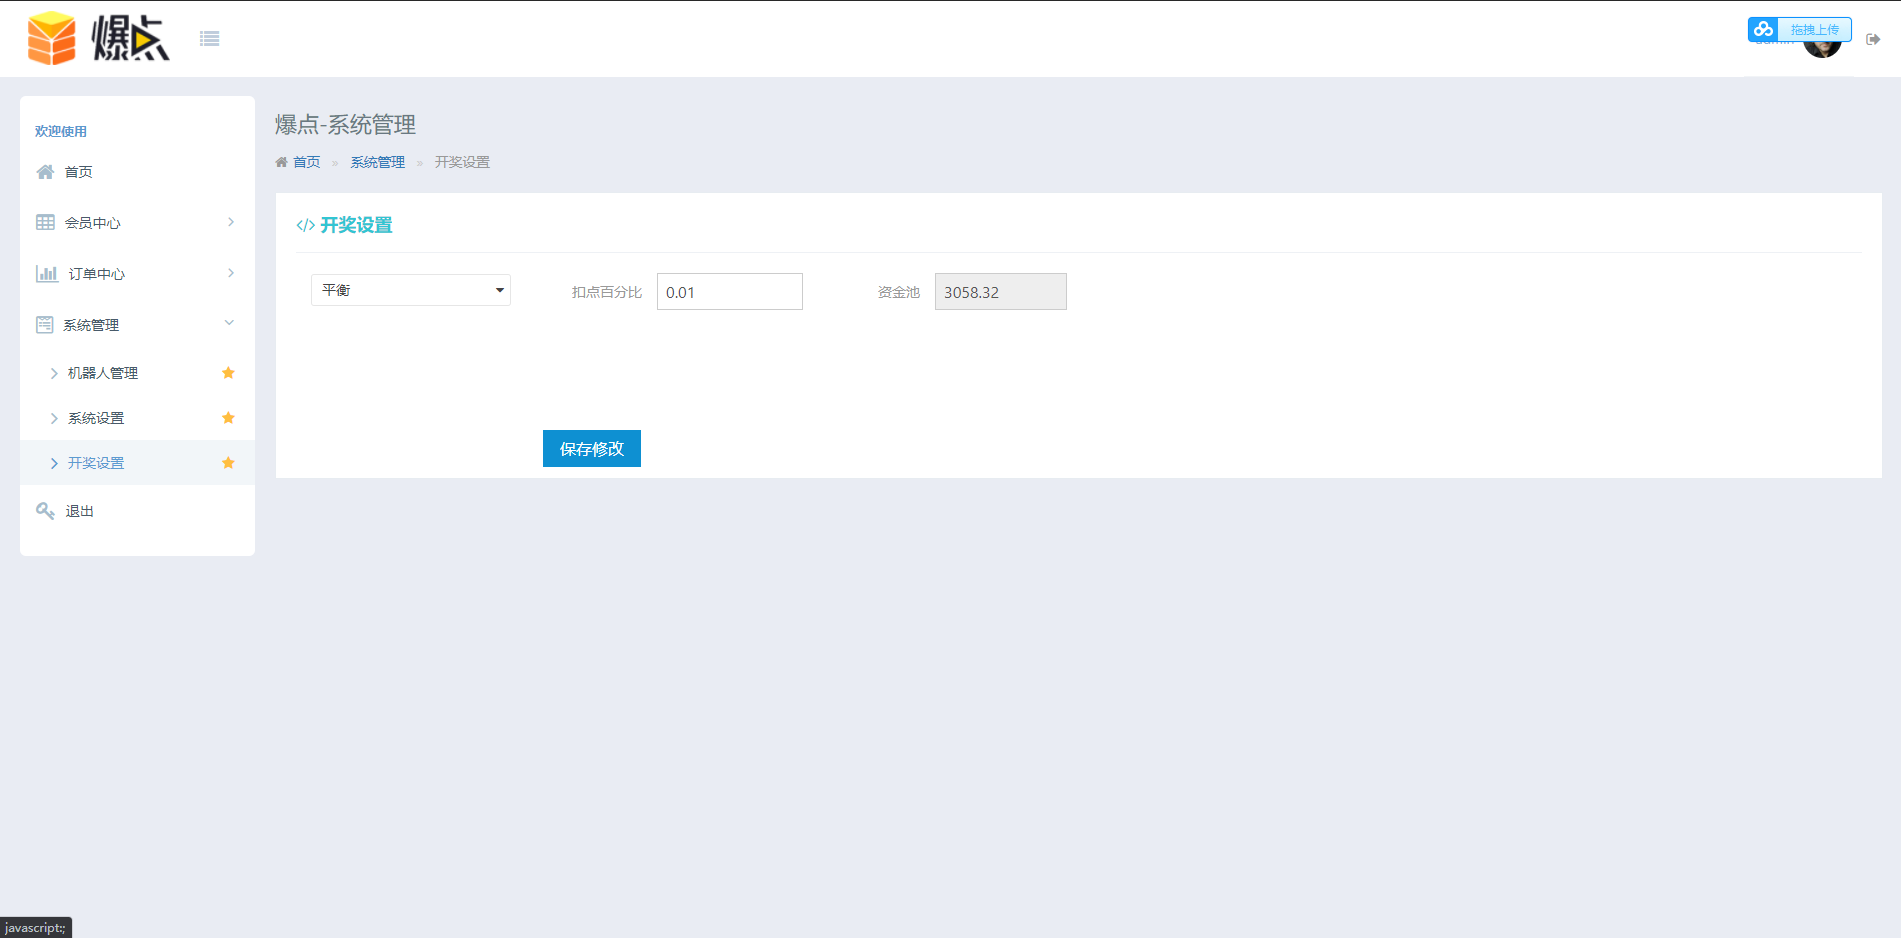 爆点
拖拽上传
欢迎使用
首页
会员中心
订单中心
系统管理
机器人管理
系统设置
开奖设置
退出
爆点-系统管理
首页 » 系统管理 » 开奖设置
</> 开奖设置
平衡 扣点百分比 0.01 资金池 3058.32
保存修改
javascript:;